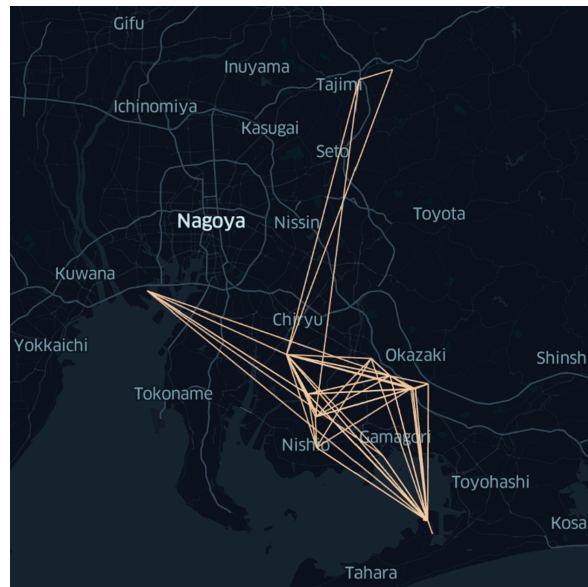 Gifu
Inuyama
Tajimi
Ichinomiya
Kasugai
Seto
Nagoya
Nissin
Toyota
Kuwana
Chiryu
Yokkaichi
Okazaki
Shinsh
Tokoname
Nishio
Gamagori
Toyohashi
Kosa
Tahara